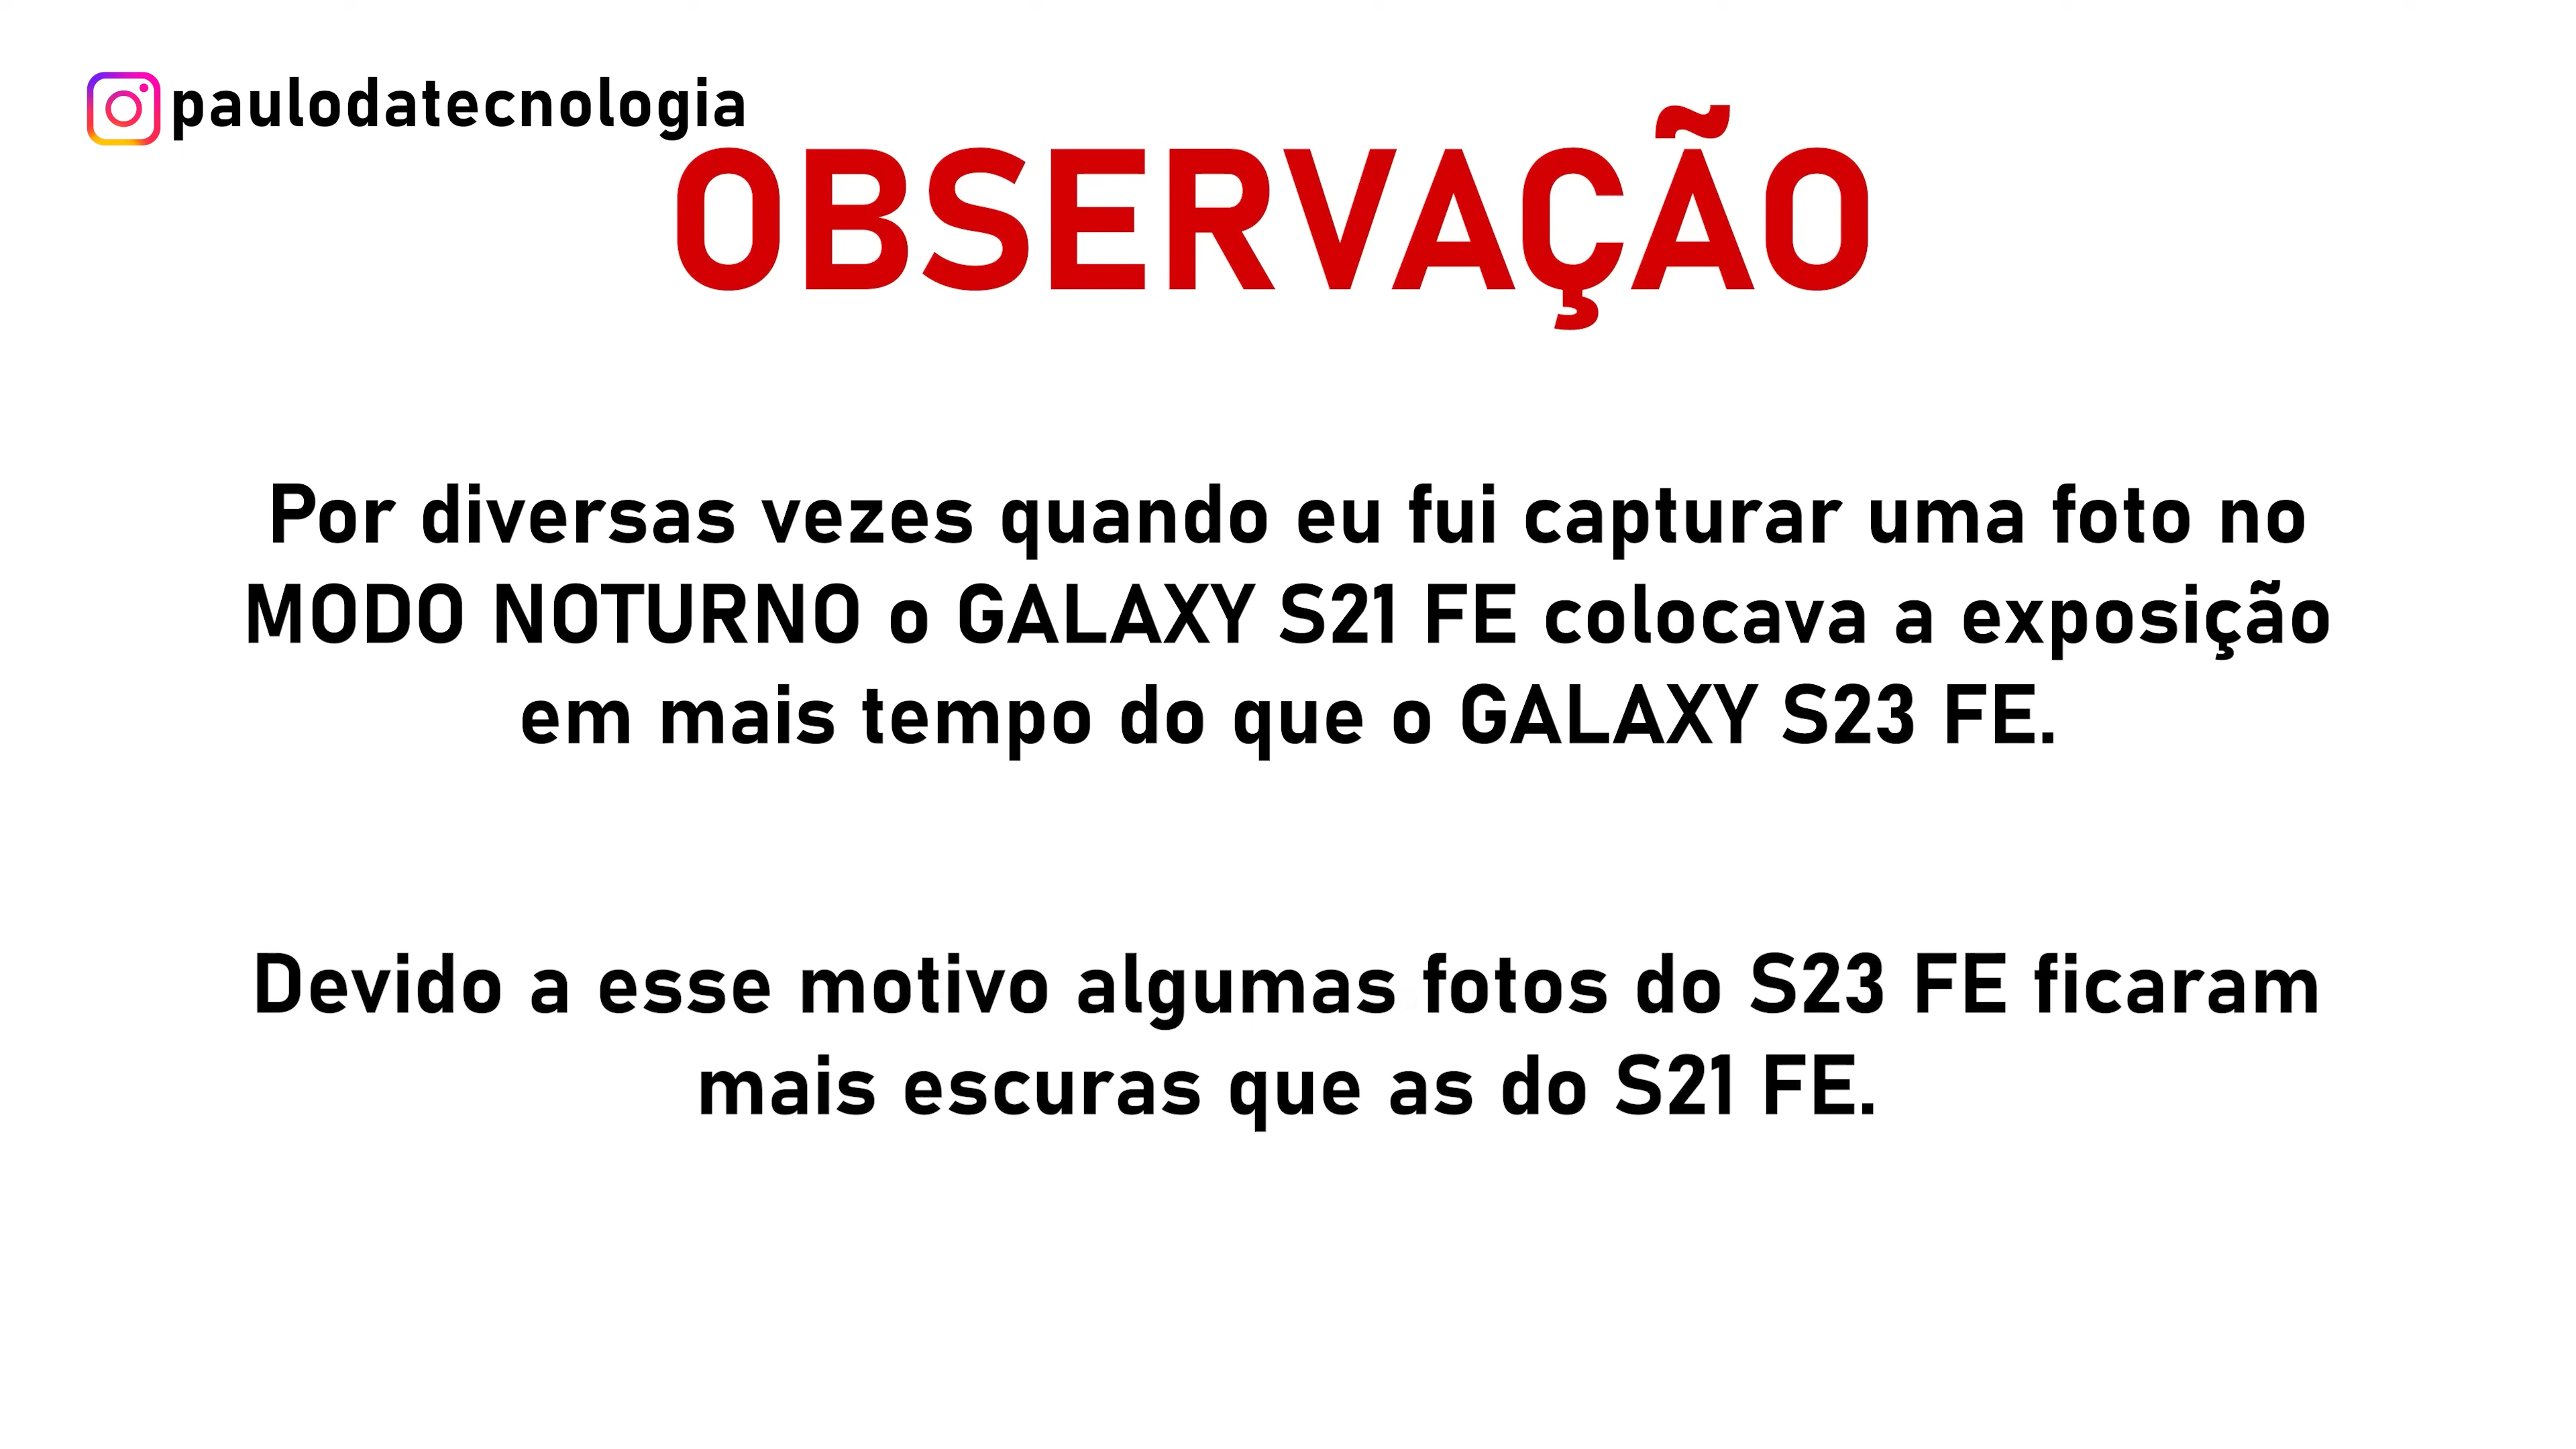 paulodatecnologia
OBSERVAÇÃO
Por diversas vezes quando eu fui capturar uma foto no
MODO NOTURNO o GALAXY S21 FE colocava a exposição
em mais tempo do que o GALAXY S23 FE.
Devido a esse motivo algumas fotos do S23 FE ficaram
mais escuras que as do S21 FE.